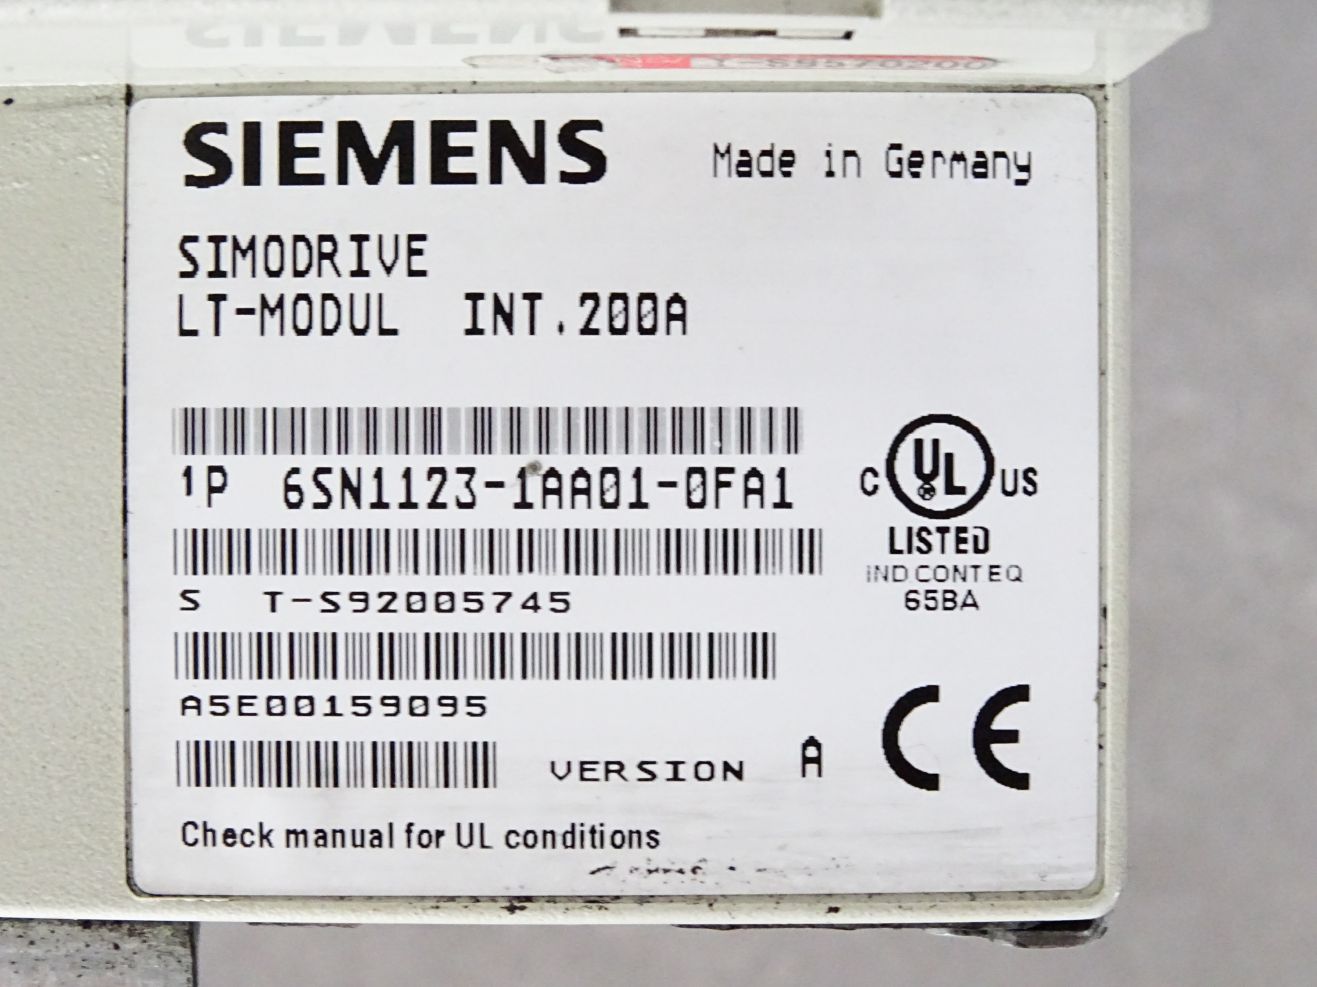 SIEMENS Made in Germany
SIMODRIVE
LT-MODUL INT.200A
1P 6SN1123-1AA01-0FA1
C UL US
LISTED
IND.CONT.EQ
65BA
S T-S92005745
A5E00159095
VERSION A
CE
Check manual for UL conditions